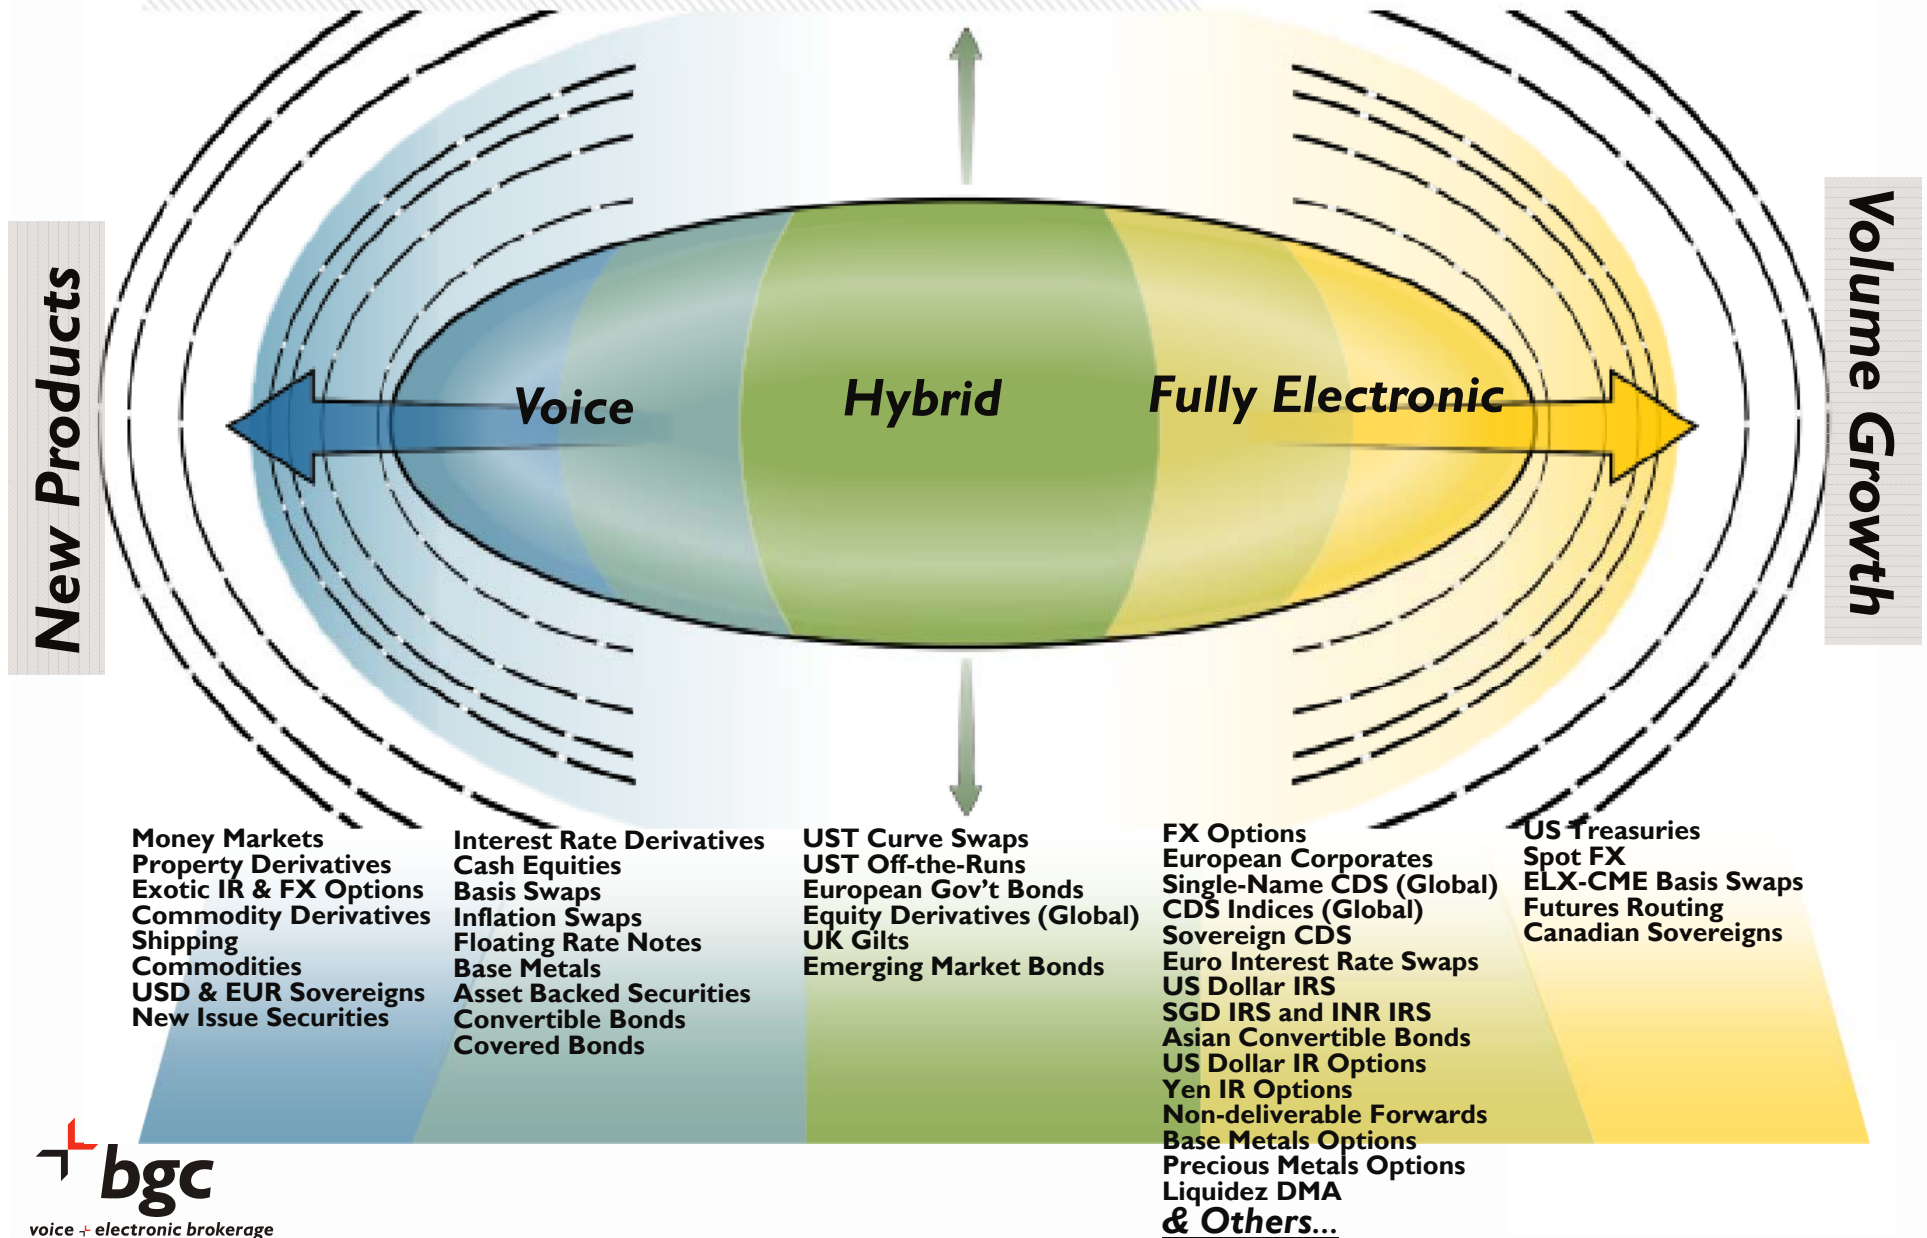 New Products
Volume Growth
Voice
Hybrid
Fully Electronic
Money Markets
Property Derivatives
Exotic IR & FX Options
Commodity Derivatives
Shipping
Commodities
USD & EUR Sovereigns
New Issue Securities
Interest Rate Derivatives
Cash Equities
Basis Swaps
Inflation Swaps
Floating Rate Notes
Base Metals
Asset Backed Securities
Convertible Bonds
Covered Bonds
UST Curve Swaps
UST Off-the-Runs
European Gov’t Bonds
Equity Derivatives (Global)
UK Gilts
Emerging Market Bonds
FX Options
European Corporates
Single-Name CDS (Global)
CDS Indices (Global)
Sovereign CDS
Euro Interest Rate Swaps
US Dollar IRS
SGD IRS and INR IRS
Asian Convertible Bonds
US Dollar IR Options
Yen IR Options
Non-deliverable Forwards
Base Metals Options
Precious Metals Options
Liquidez DMA
& Others...
US Treasuries
Spot FX
ELX-CME Basis Swaps
Futures Routing
Canadian Sovereigns
bgc
voice + electronic brokerage